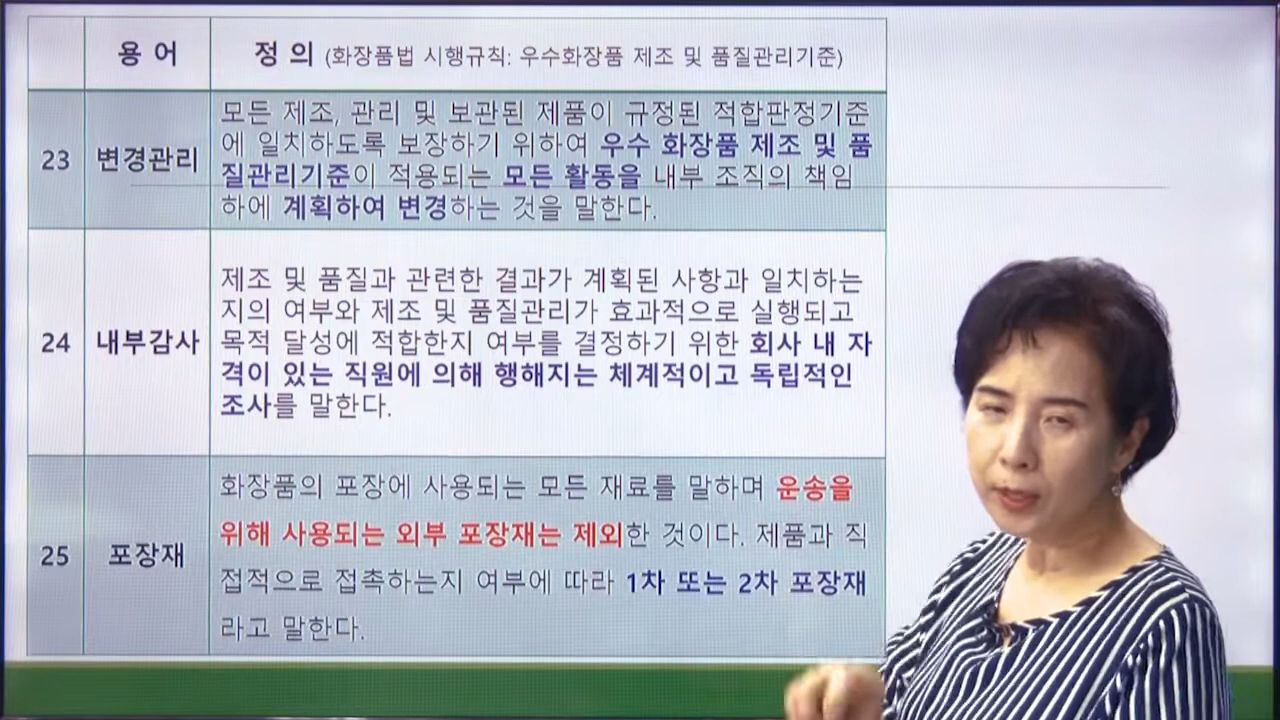 용 어
정 의 (화장품법 시행규칙: 우수화장품 제조 및 품질관리기준)
23
변경관리
모든 제조, 관리 및 보관된 제품이 규정된 적합판정기준
에 일치하도록 보장하기 위하여 우수 화장품 제조 및 품
질관리기준이 적용되는 모든 활동을 내부 조직의 책임
하에 계획하여 변경하는 것을 말한다.
24
내부감사
제조 및 품질과 관련한 결과가 계획된 사항과 일치하는
지의 여부와 제조 및 품질관리가 효과적으로 실행되고
목적 달성에 적합한지 여부를 결정하기 위한 회사 내 자
격이 있는 직원에 의해 행해지는 체계적이고 독립적인
조사를 말한다.
25
포장재
화장품의 포장에 사용되는 모든 재료를 말하며 운송을
위해 사용되는 외부 포장재는 제외한 것이다. 제품과 직
접적으로 접촉하는지 여부에 따라 1차 또는 2차 포장재
라고 말한다.